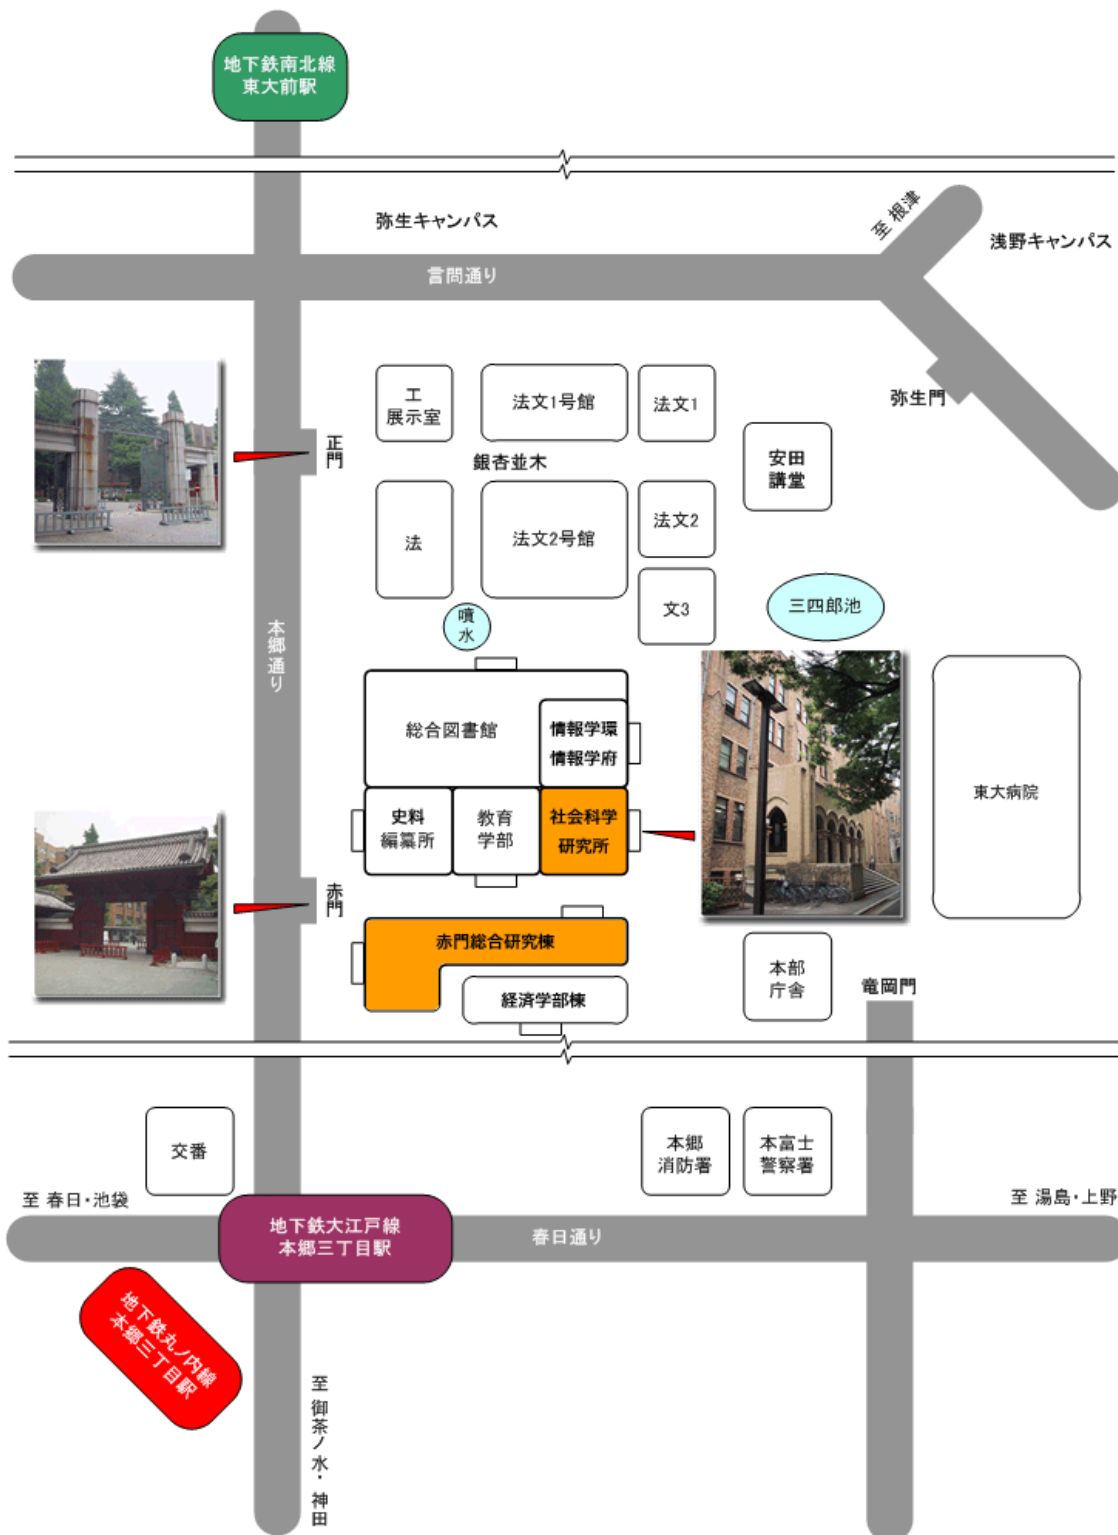 地下鉄南北線
東大前駅
弥生キャンパス
至 根津
浅野キャンパス
言問通り
弥生門
工
展示室
法文1号館
法文1
正門
銀杏並木
安田
講堂
法
法文2号館
法文2
文3
三四郎池
噴水
本郷通り
総合図書館
情報学環
情報学府
東大病院
史料
編纂所
教育
学部
社会科学
研究所
赤門
赤門総合研究棟
経済学部棟
本部
庁舎
竜岡門
交番
本郷
消防署
本富士
警察署
至 春日・池袋
至 湯島・上野
地下鉄大江戸線
本郷三丁目駅
春日通り
地下鉄丸ノ内線
本郷三丁目駅
至 御茶ノ水・神田